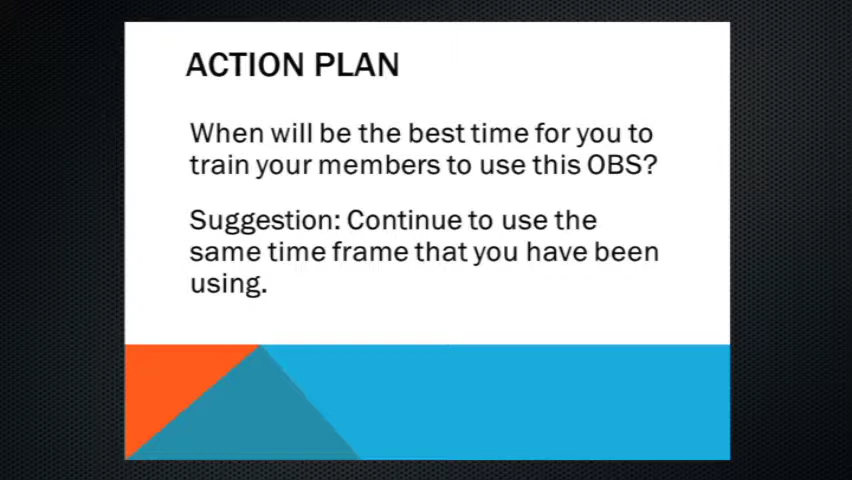 ACTION PLAN
When will be the best time for you to
train your members to use this OBS?
Suggestion: Continue to use the
same time frame that you have been
using.